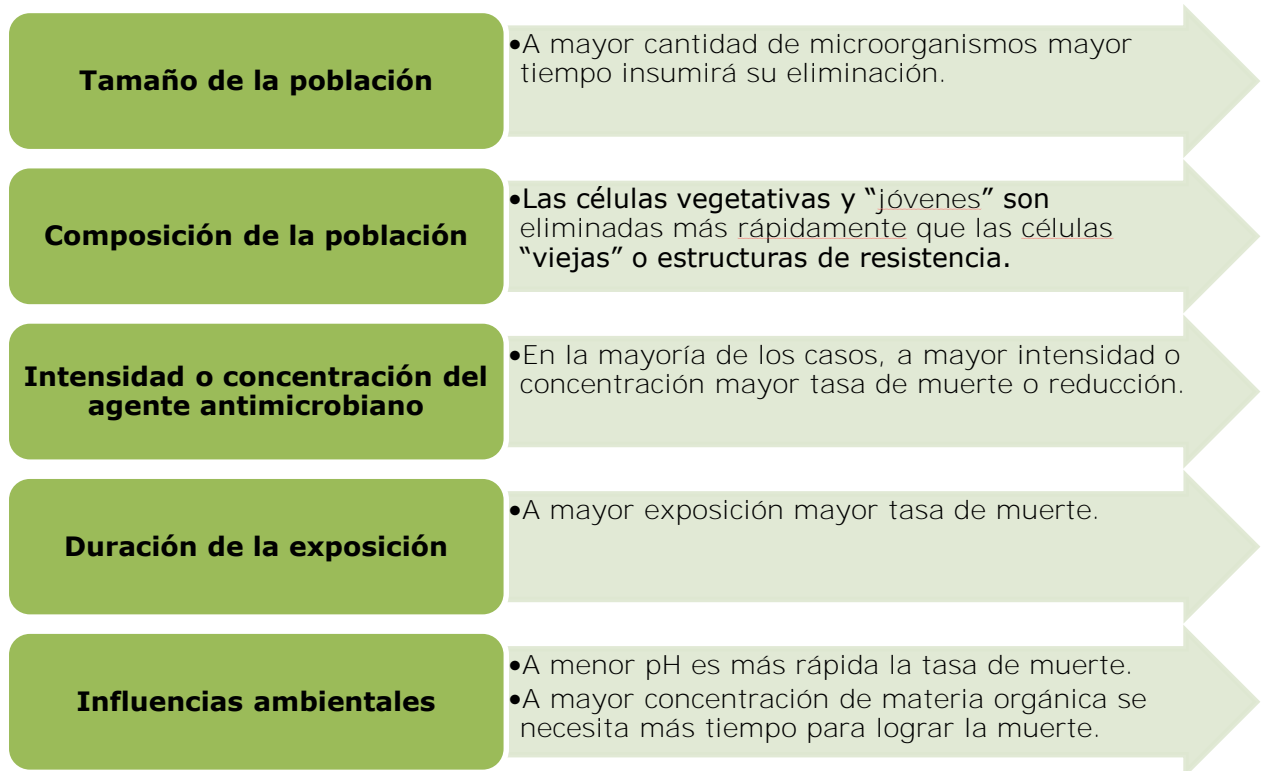 Tamaño de la población
•A mayor cantidad de microorganismos mayor
tiempo insumirá su eliminación.
Composición de la población
•Las células vegetativas y “jóvenes” son
eliminadas más rápidamente que las células
“viejas” o estructuras de resistencia.
Intensidad o concentración del
agente antimicrobiano
•En la mayoría de los casos, a mayor intensidad o
concentración mayor tasa de muerte o reducción.
Duración de la exposición
•A mayor exposición mayor tasa de muerte.
Influencias ambientales
•A menor pH es más rápida la tasa de muerte.
•A mayor concentración de materia orgánica se
necesita más tiempo para lograr la muerte.